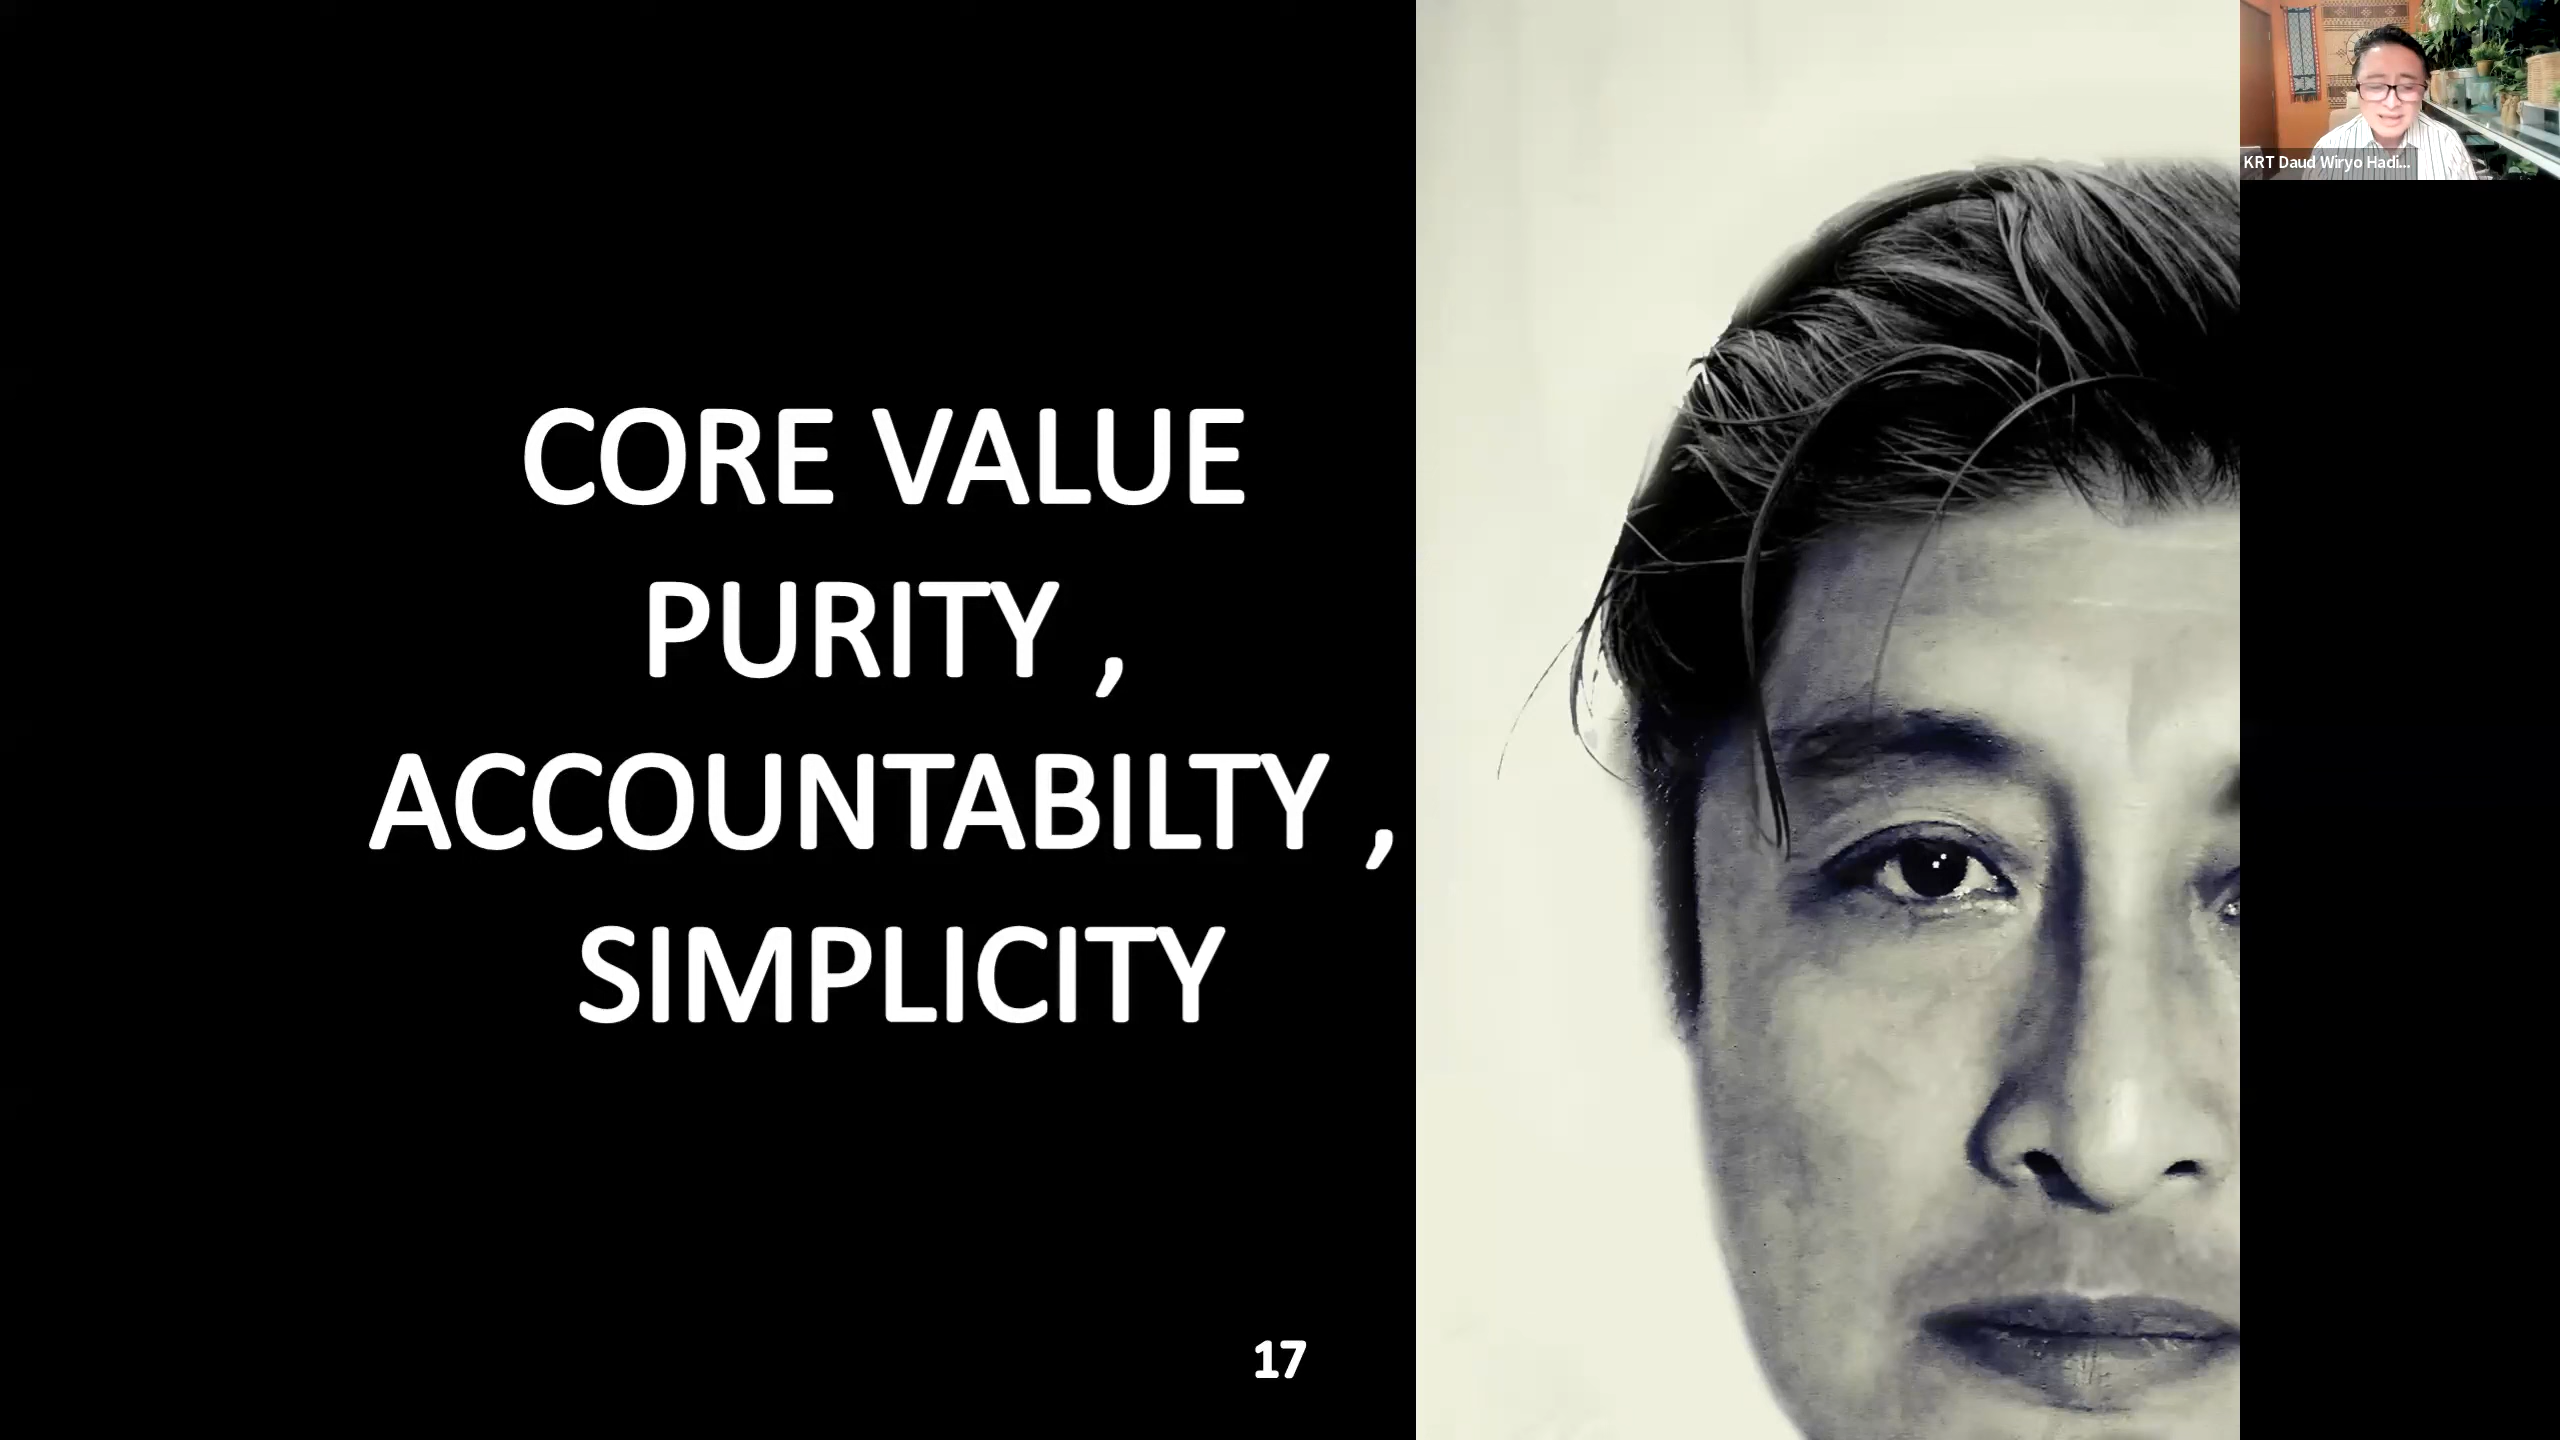 CORE VALUE
PURITY ,
ACCOUNTABILTY ,
SIMPLICITY
17
KRT Daud Wiryo Hadi...